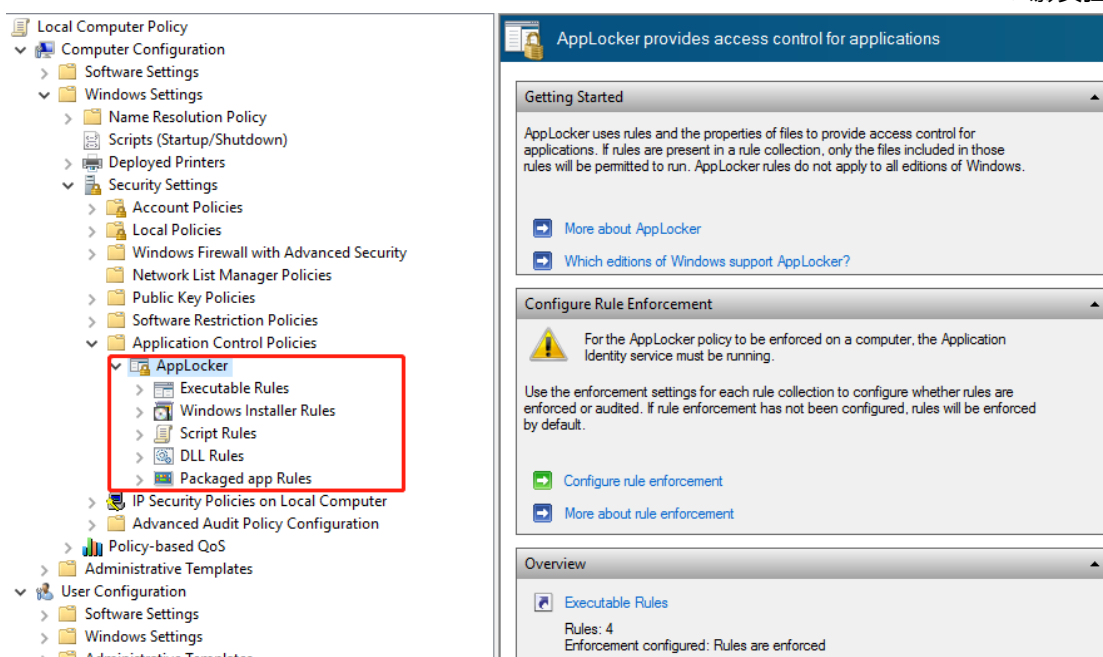 Local Computer Policy
Computer Configuration
Software Settings
Windows Settings
Name Resolution Policy
Scripts (Startup/Shutdown)
Deployed Printers
Security Settings
Account Policies
Local Policies
Windows Firewall with Advanced Security
Network List Manager Policies
Public Key Policies
Software Restriction Policies
Application Control Policies
AppLocker
Executable Rules
Windows Installer Rules
Script Rules
DLL Rules
Packaged app Rules
IP Security Policies on Local Computer
Advanced Audit Policy Configuration
Policy-based QoS
Administrative Templates
User Configuration
Software Settings
Windows Settings
Administrative Templates
AppLocker provides access control for applications
Getting Started
AppLocker uses rules and the properties of files to provide access control for
applications. If rules are present in a rule collection, only the files included in those
rules will be permitted to run. AppLocker rules do not apply to all editions of Windows.
More about AppLocker
Which editions of Windows support AppLocker?
Configure Rule Enforcement
For the AppLocker policy to be enforced on a computer, the Application
Identity service must be running.
Use the enforcement settings for each rule collection to configure whether rules are
enforced or audited. If rule enforcement has not been configured, rules will be enforced
by default.
Configure rule enforcement
More about rule enforcement
Overview
Executable Rules
Rules: 4
Enforcement configured: Rules are enforced